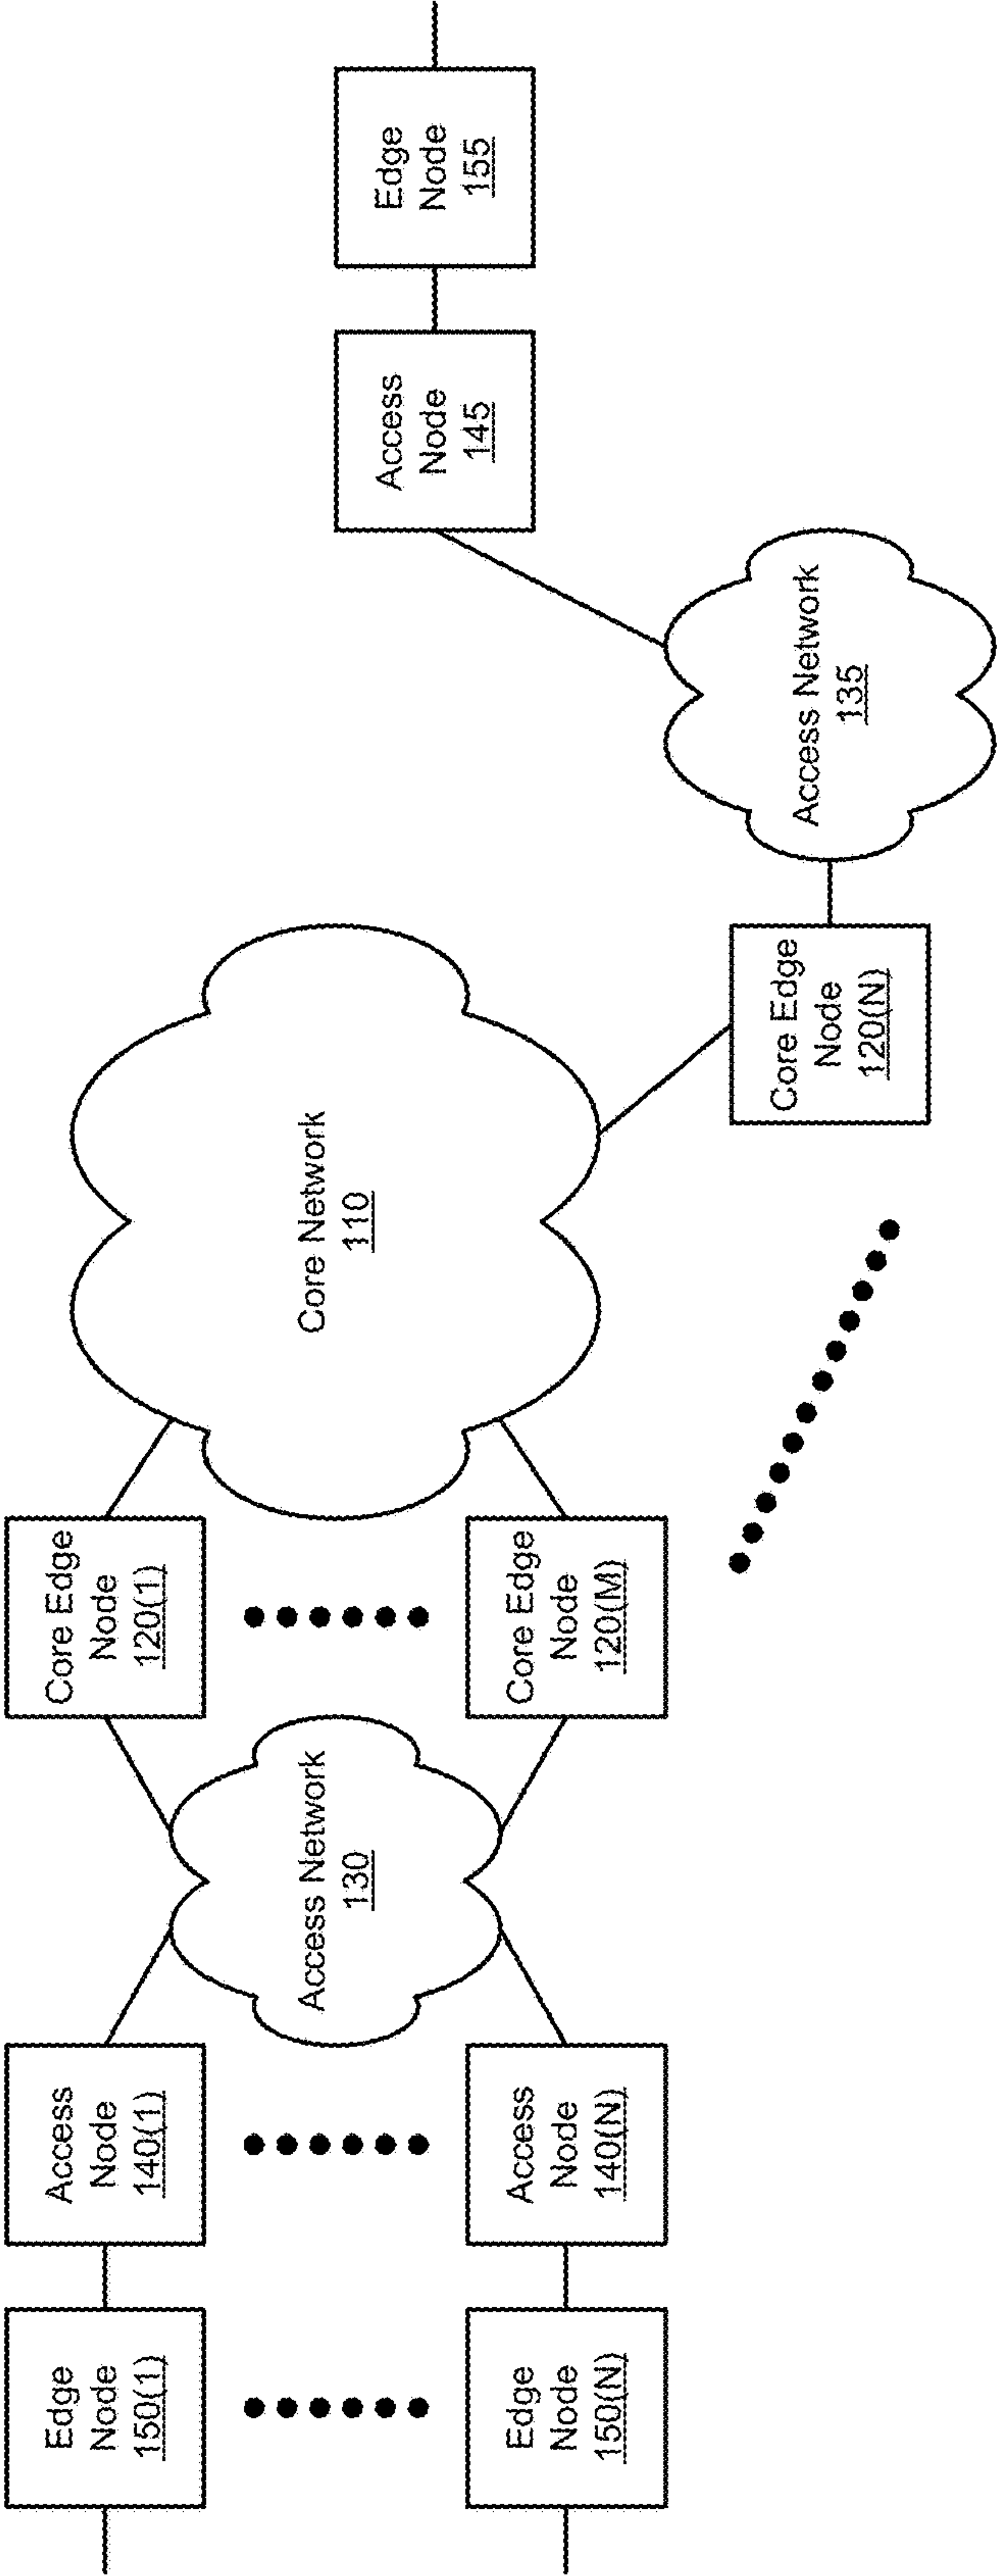 Edge
Node
150(1)
Access
Node
140(1)
Core Edge
Node
120(1)
Edge
Node
150(N)
Access
Node
140(N)
Access Network
130
Core Edge
Node
120(M)
Core Network
110
Core Edge
Node
120(N)
Access Network
135
Access
Node
145
Edge
Node
155